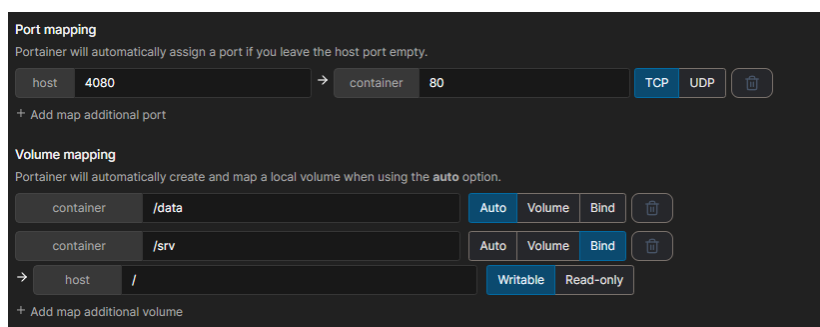 Port mapping
Portainer will automatically assign a port if you leave the host port empty.
host 4080 → container 80 TCP UDP
+ Add map additional port
Volume mapping
Portainer will automatically create and map a local volume when using the auto option.
container /data Auto Volume Bind
container /srv Auto Volume Bind
→ host / Writable Read-only
+ Add map additional volume